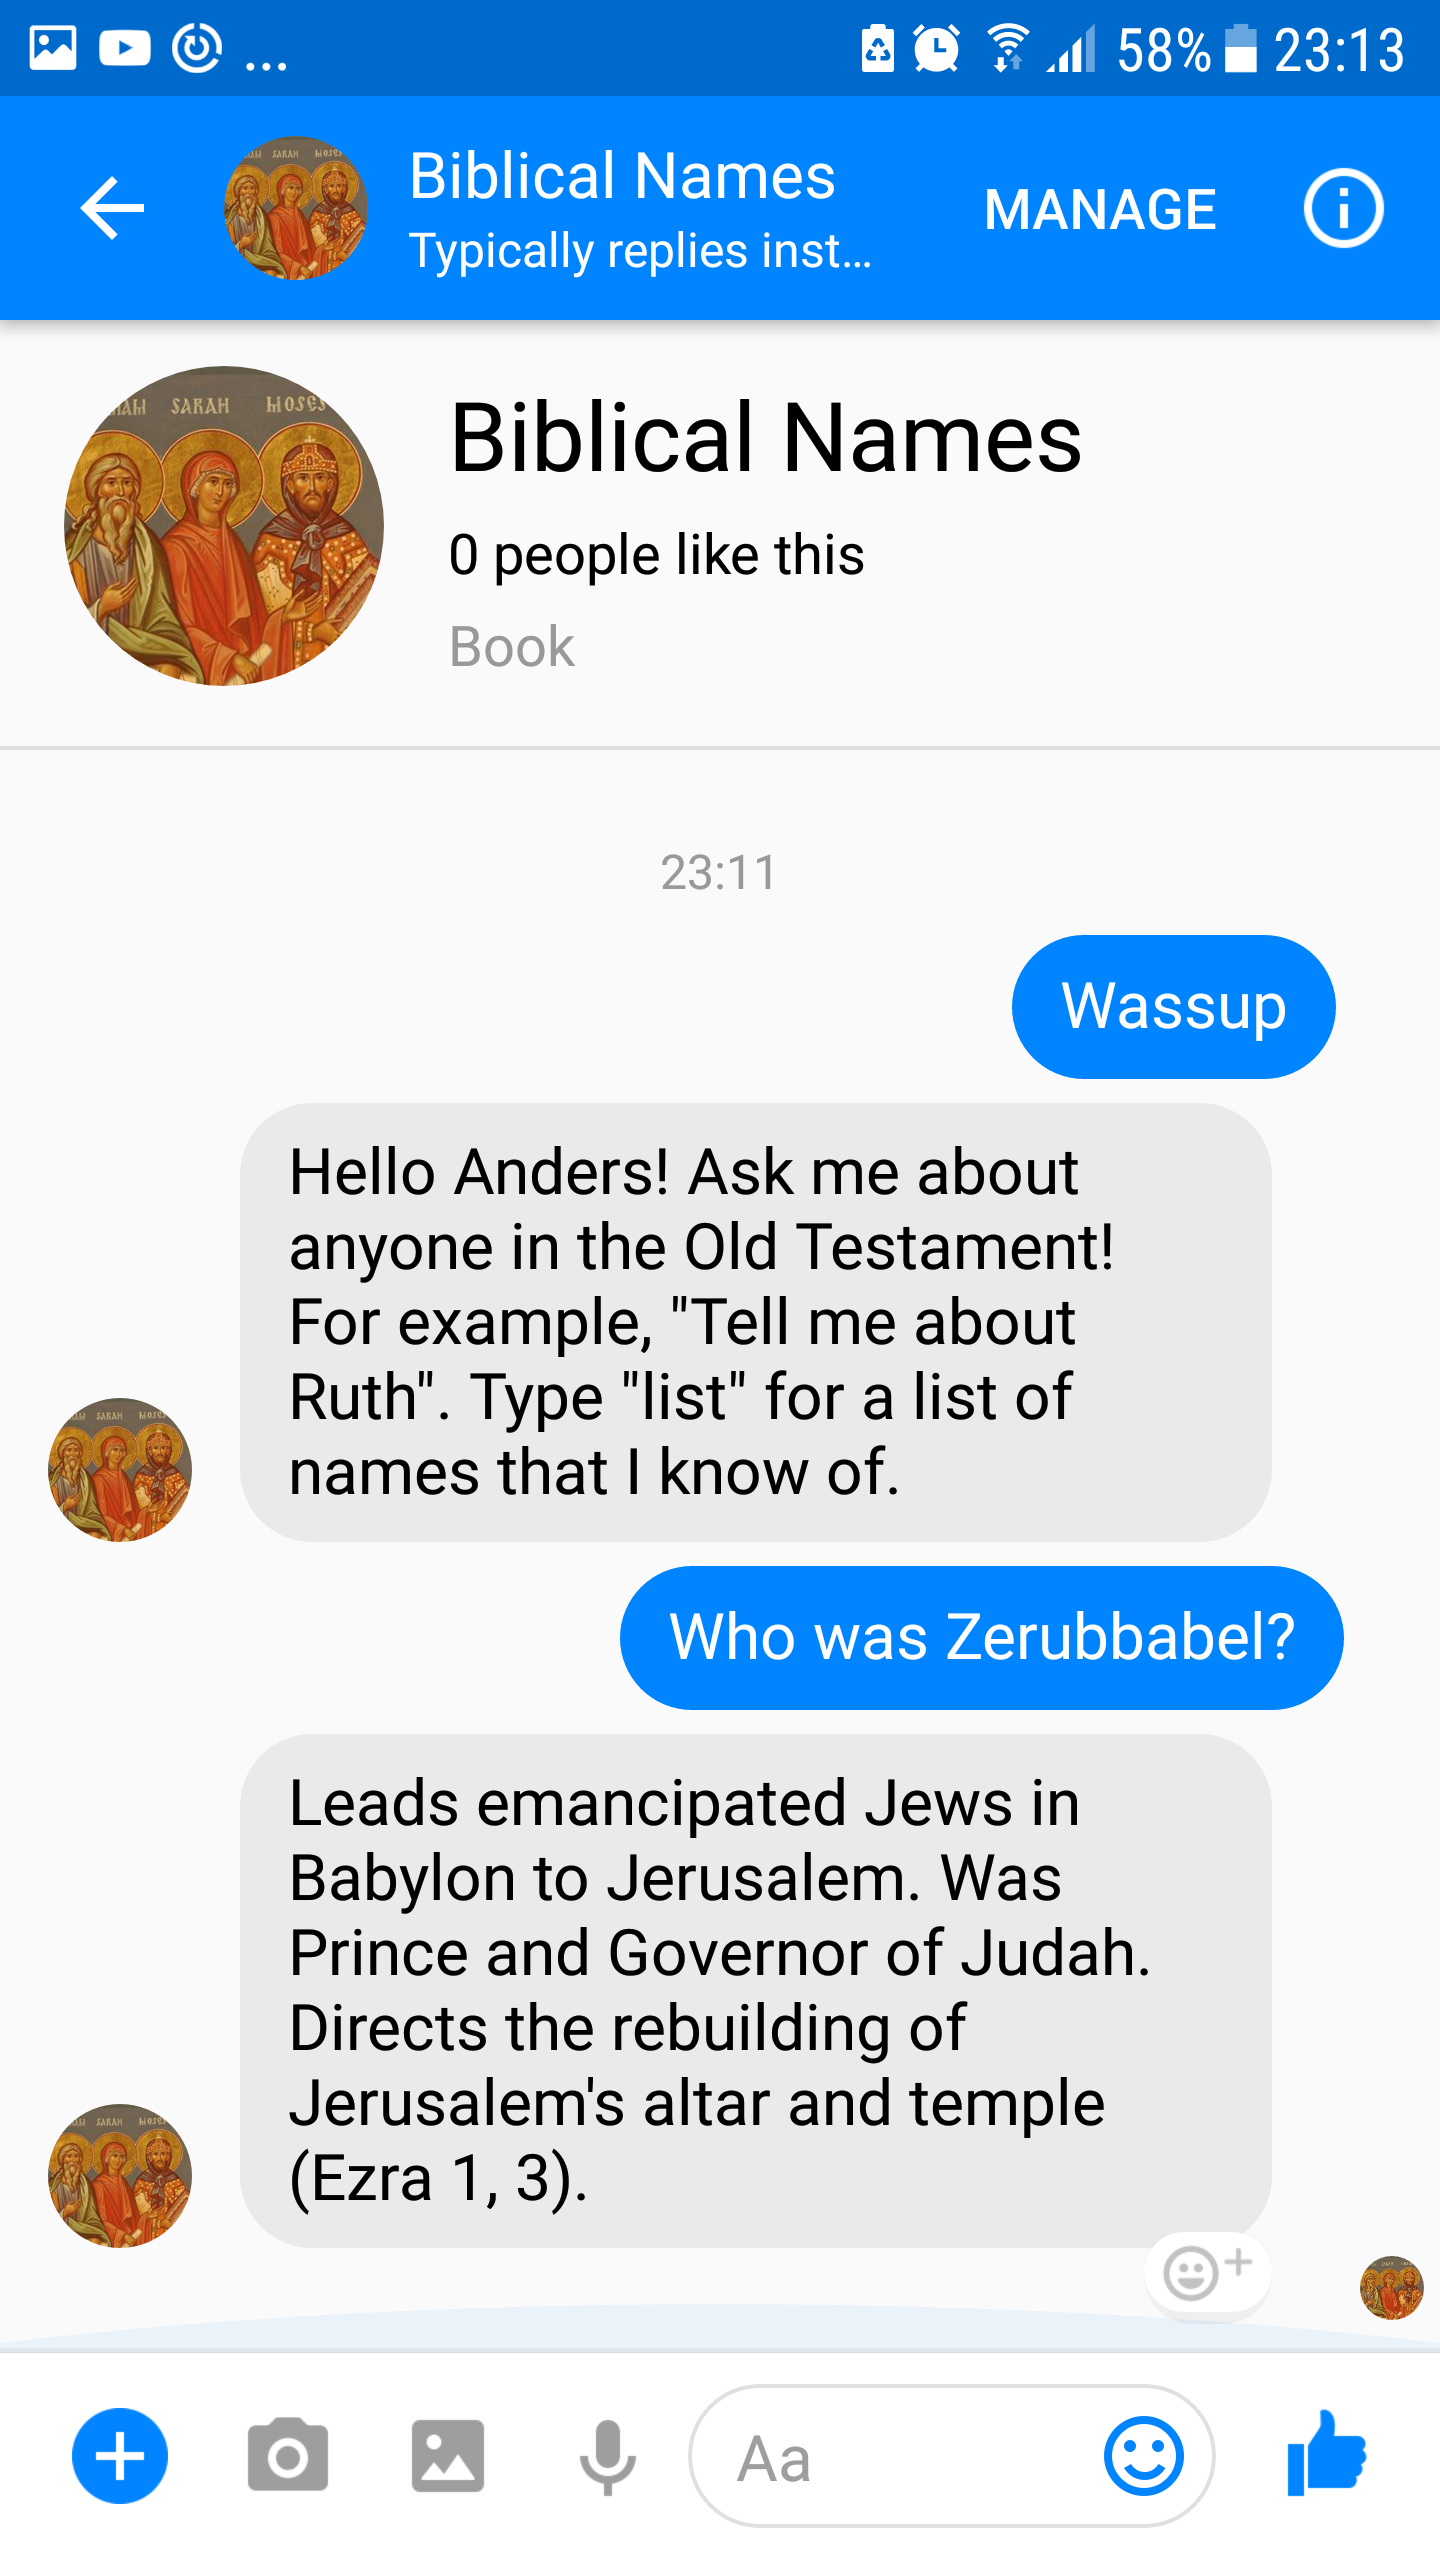 ... 58% 23:13
Biblical Names
Typically replies inst...
MANAGE
SARAH MOSES
Biblical Names
0 people like this
Book
23:11
Wassup
Hello Anders! Ask me about
anyone in the Old Testament!
For example, "Tell me about
Ruth". Type "list" for a list of
names that I know of.
Who was Zerubbabel?
Leads emancipated Jews in
Babylon to Jerusalem. Was
Prince and Governor of Judah.
Directs the rebuilding of
Jerusalem's altar and temple
(Ezra 1, 3).
Aa